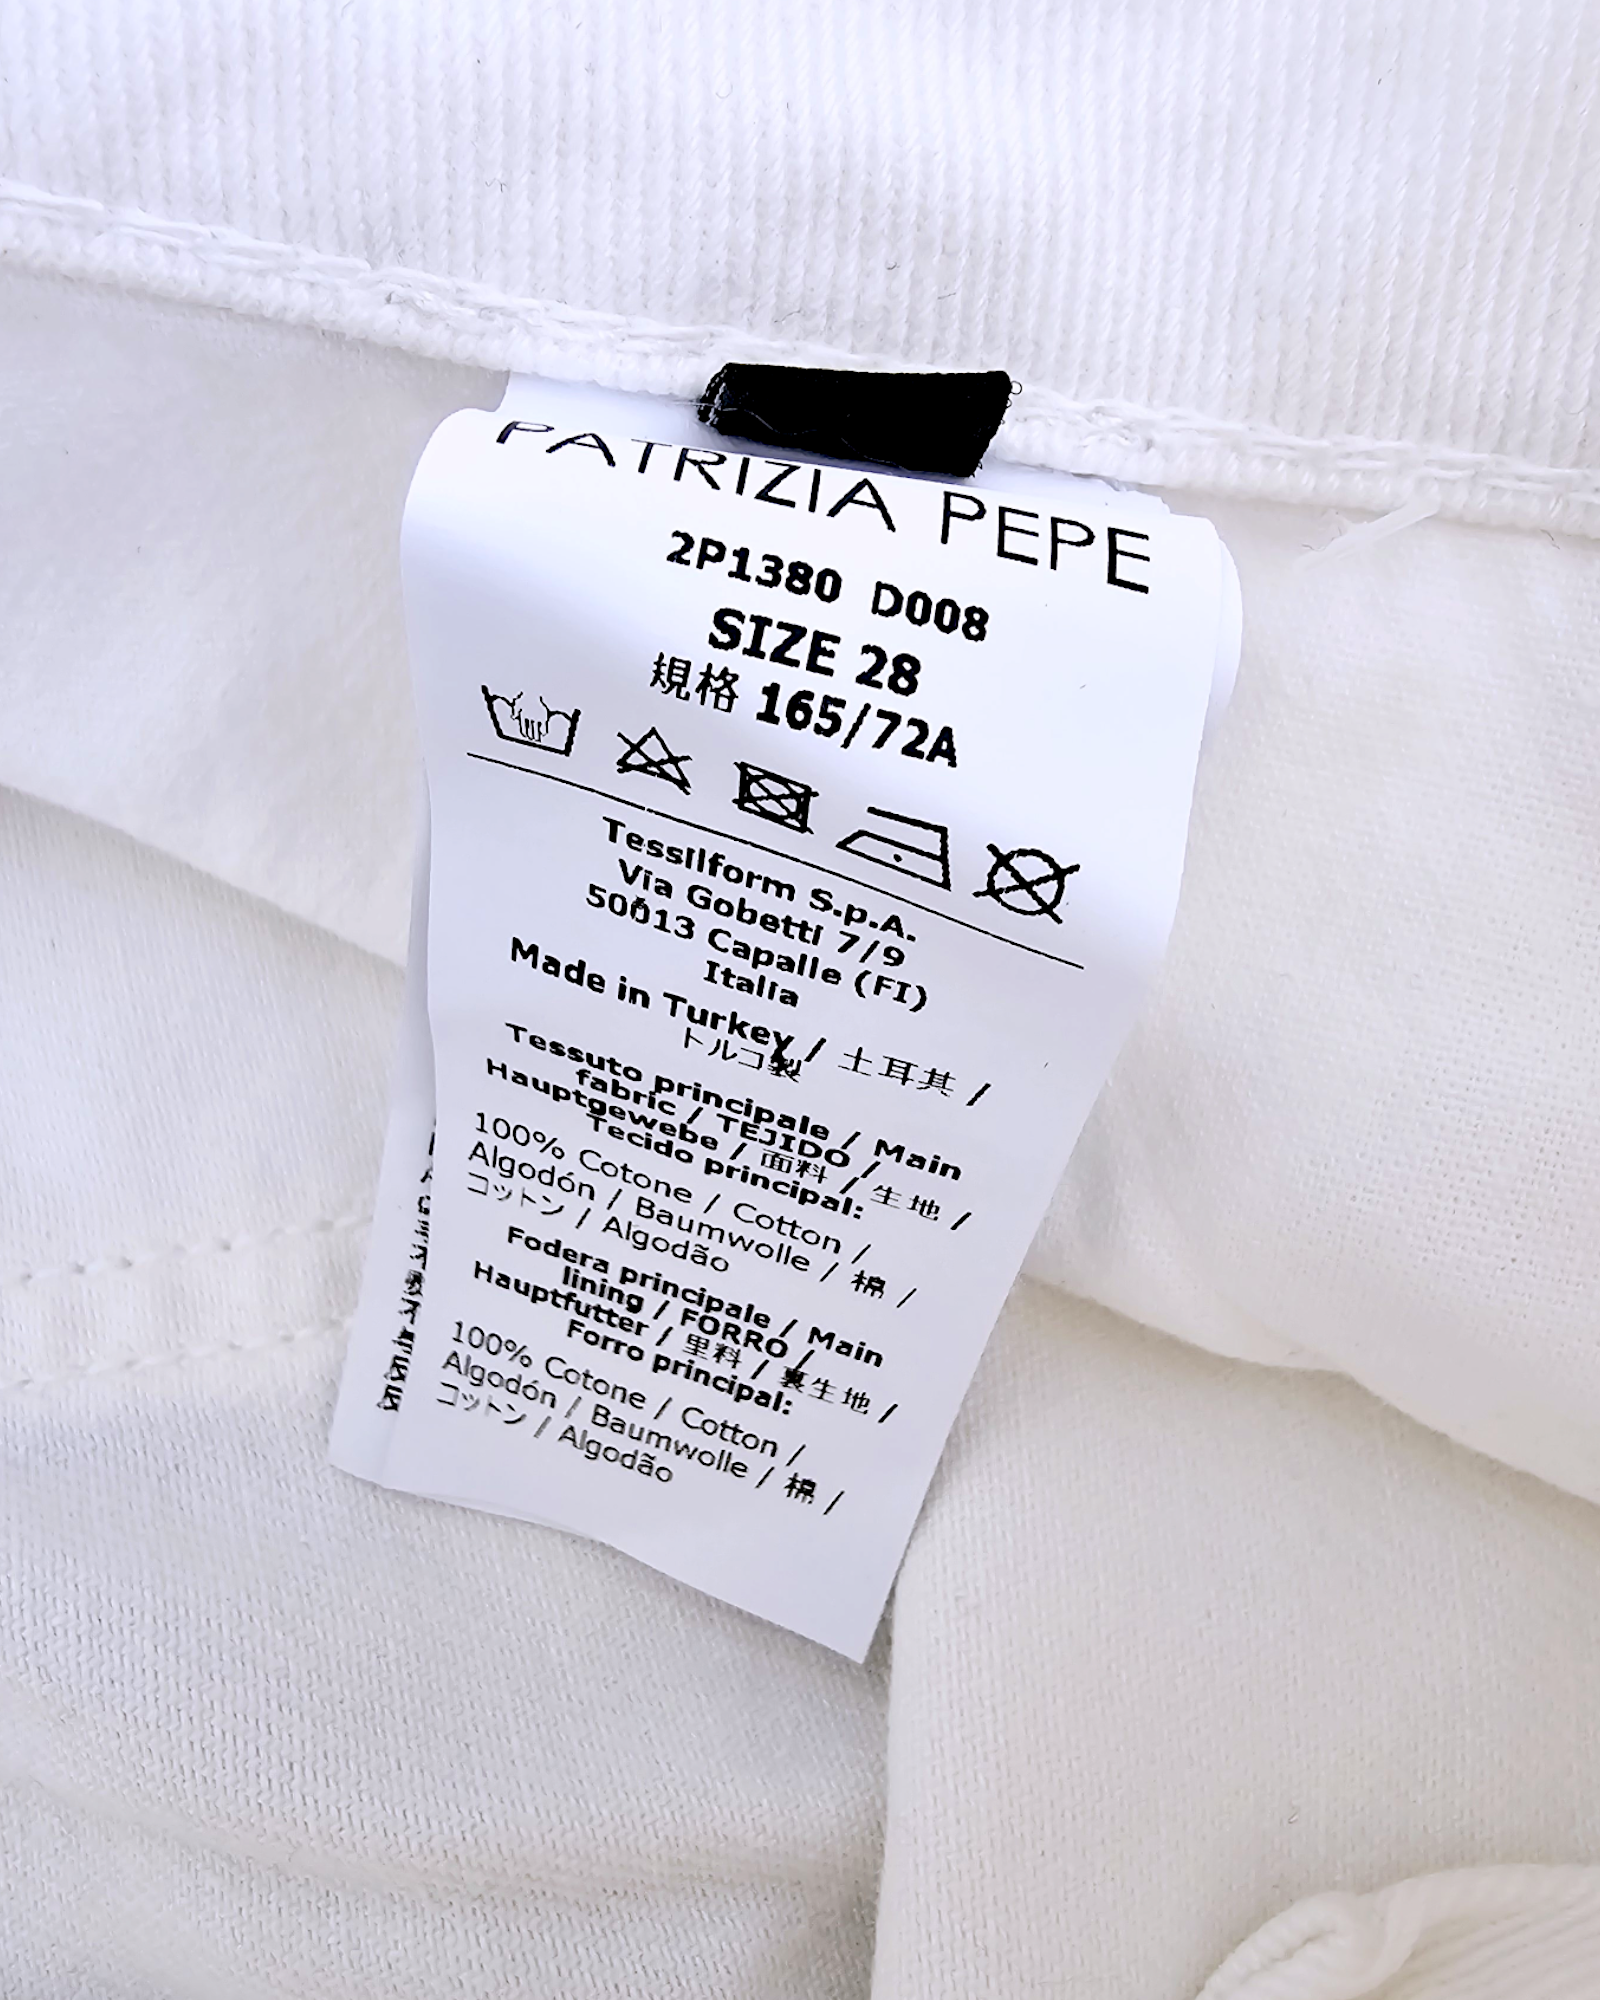 PATRIZIA PEPE
2P1380 D008
SIZE 28
規格 165/72A
Tessilform S.p.A.
Via Gobetti 7/9
50013 Capalle (FI)
Italia
Made in Turkey / 土耳其 /
トルコ製
Tessuto principale / Main
fabric / TEJIDO /
Hauptgewebe / 面料 / 生地 /
Tecido principal:
100% Cotone / Cotton /
Algodón / Baumwolle / 棉 /
コットン / Algodão
Fodera principale / Main
lining / FORRO /
Hauptfutter / 里料 / 裏生地 /
Forro principal:
100% Cotone / Cotton /
Algodón / Baumwolle / 棉 /
コットン / Algodão